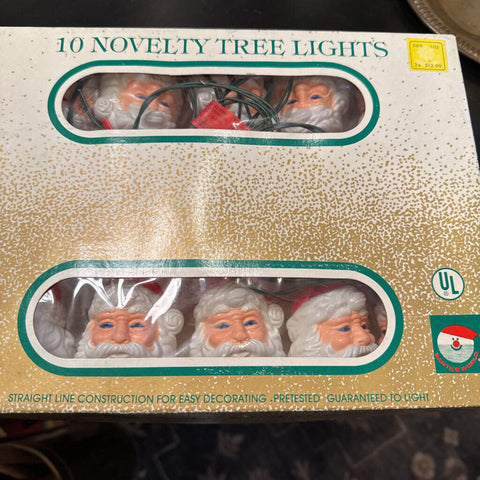 10 NOVELTY TREE LIGHTS
UL
STRAIGHT LINE CONSTRUCTION FOR EASY DECORATING - PRETESTED GUARANTEED TO LIGHT